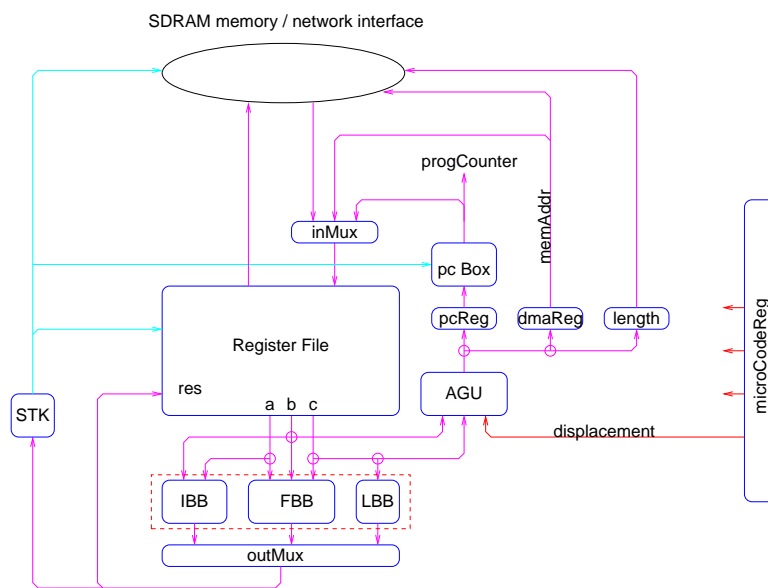 SDRAM memory / network interface
progCounter
inMux
memAddr
pc Box
pcReg
dmaReg
length
microCodeReg
Register File
res
a b c
AGU
STK
displacement
IBB
FBB
LBB
outMux